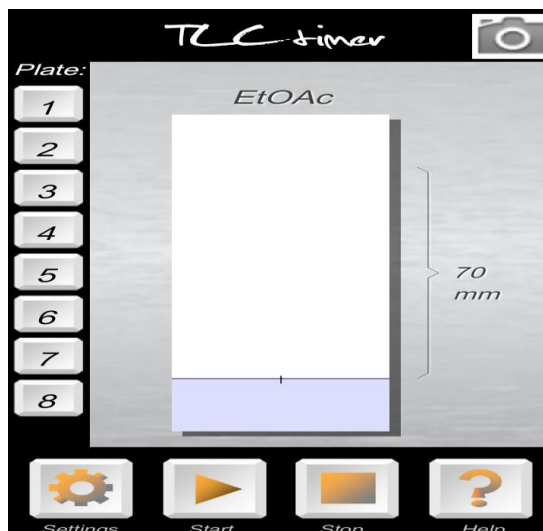 TLC timer
Plate:
EtOAc
1
2
3
4
5
6
7
8
70
mm
Settings
Start
Stop
Help